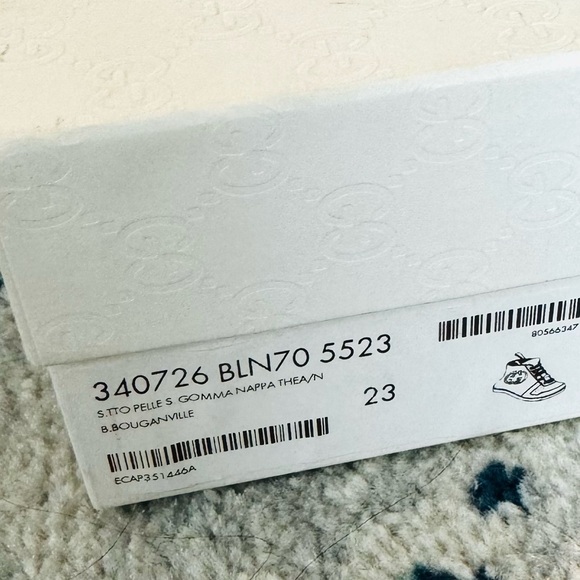 340726 BLN70 5523
S.TTO PELLE S. GOMMA NAPPA THEA/N
B.BOUGANVILLE
23
ECAP351446A
80566347